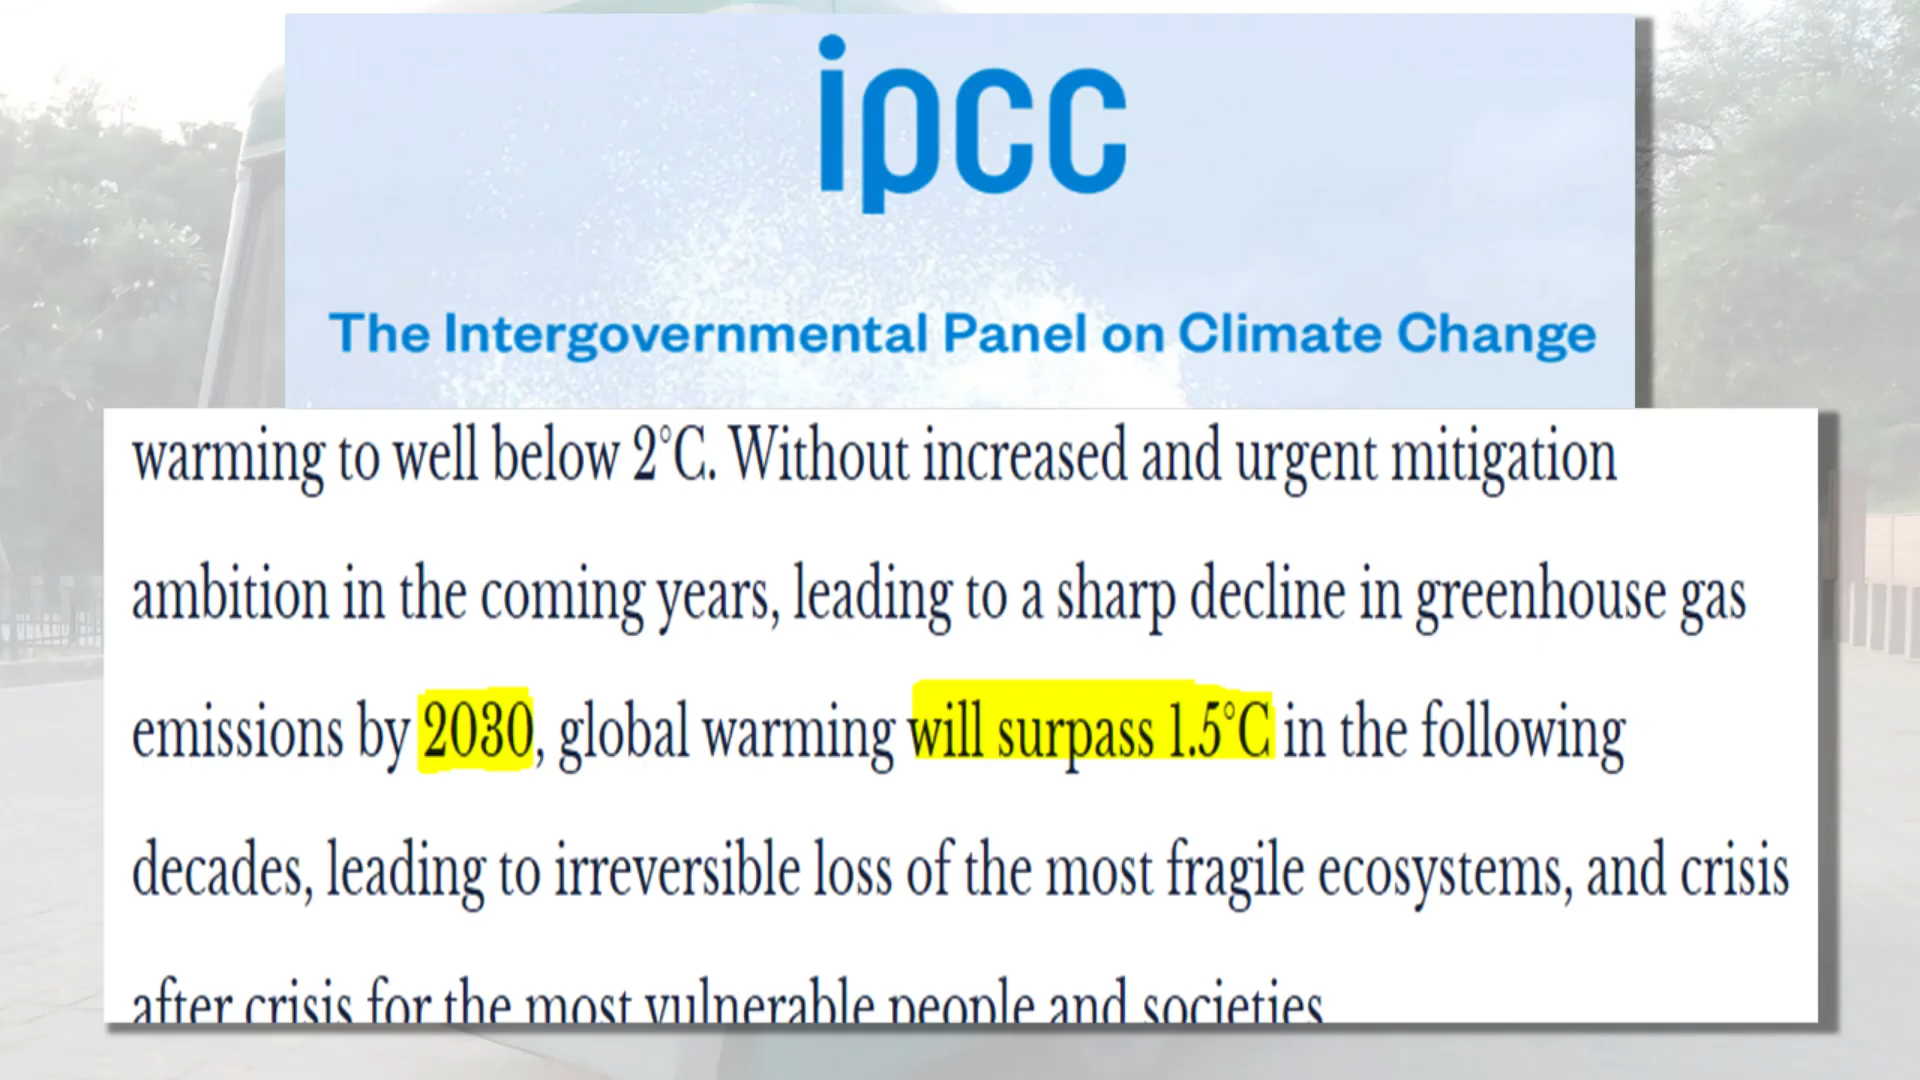 ipcc
The Intergovernmental Panel on Climate Change
warming to well below 2°C. Without increased and urgent mitigation
ambition in the coming years, leading to a sharp decline in greenhouse gas
emissions by 2030, global warming will surpass 1.5°C in the following
decades, leading to irreversible loss of the most fragile ecosystems, and crisis
after crisis for the most vulnerable people and societies